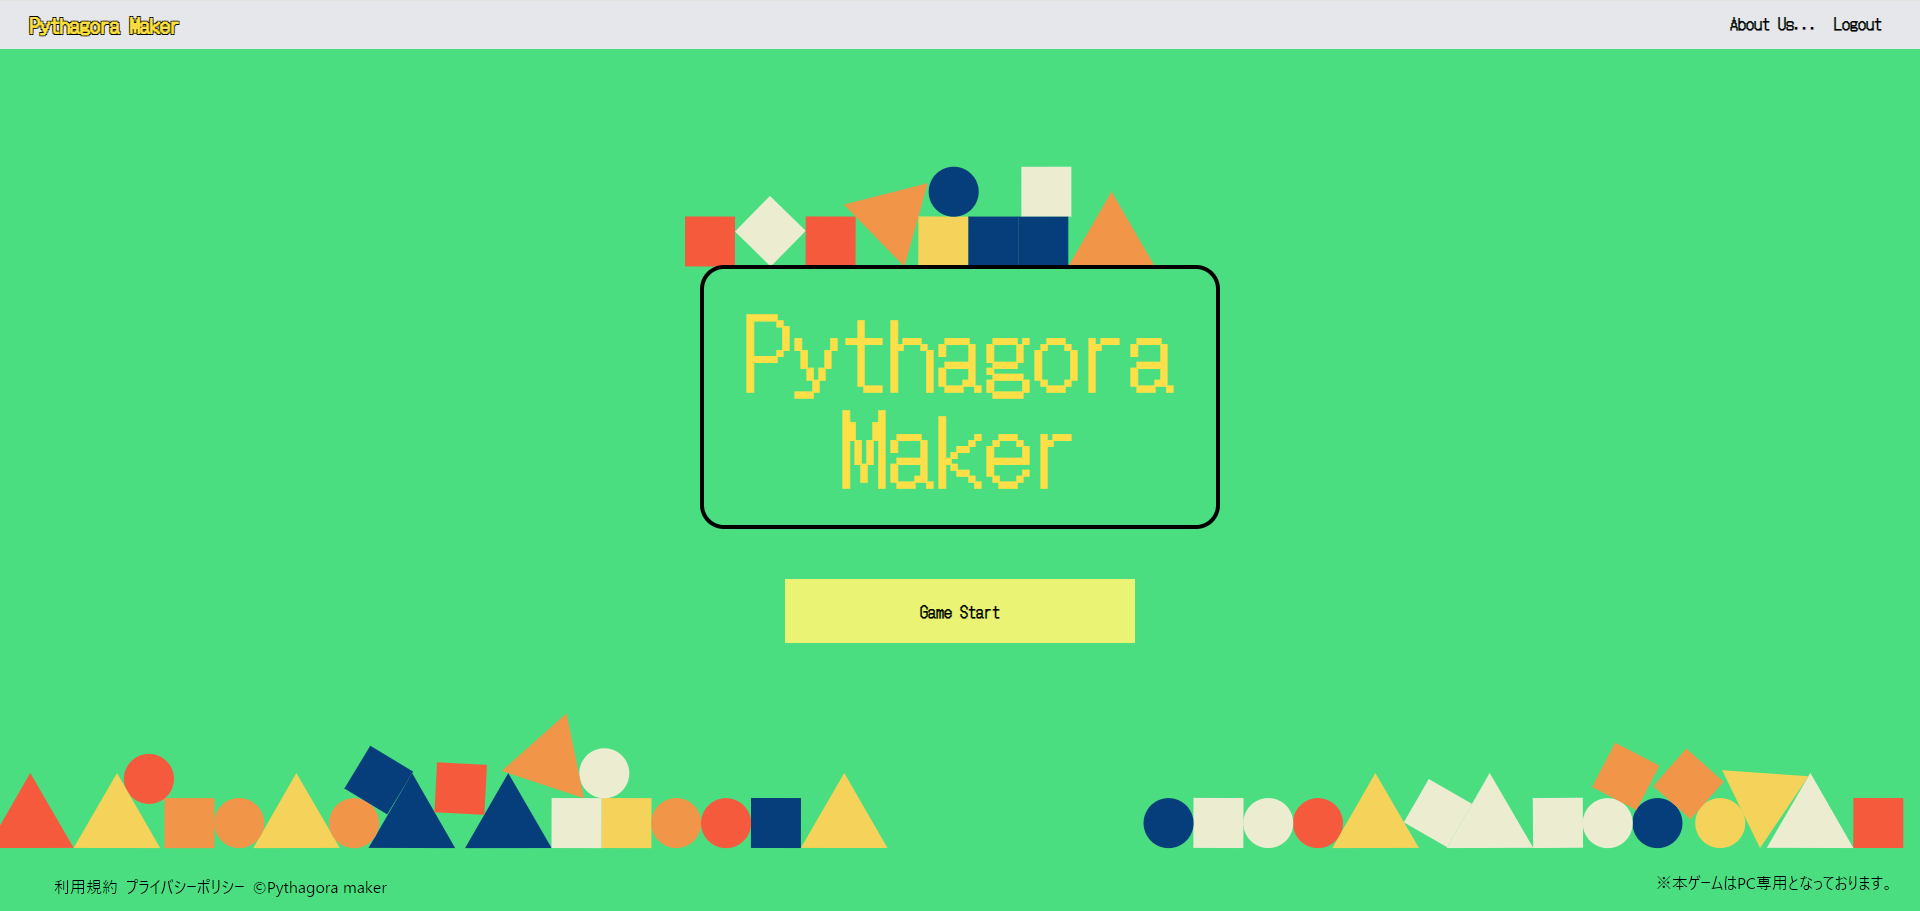 Pythagora Maker
About Us... Logout
Pythagora
Maker
Game Start
利用規約 プライバシーポリシー ©Pythagora maker
※本ゲームはPC専用となっております。